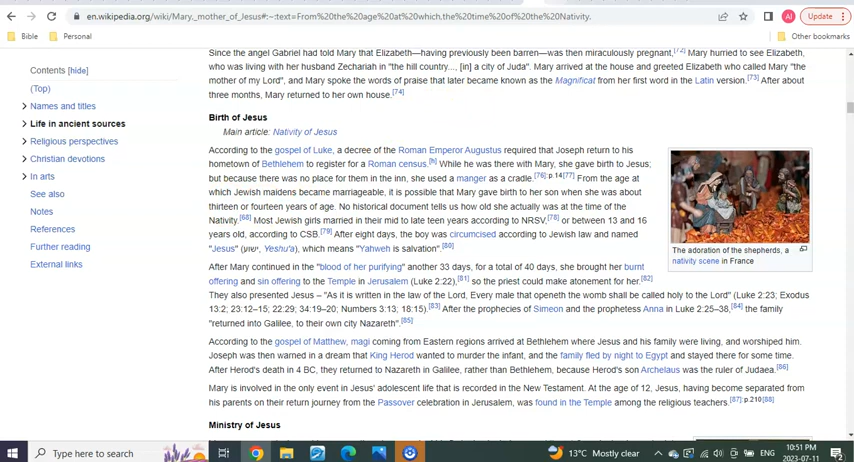 en.wikipedia.org/wiki/Mary,_mother_of_Jesus#:~:text=From%20the%20age%20at%20which,the%20time%20of%20the%20Nativity.
Update
Bible
Personal
Other bookmarks
Contents [hide]
(Top)
Names and titles
Life in ancient sources
Religious perspectives
Christian devotions
In arts
See also
Notes
References
Further reading
External links
Since the angel Gabriel had told Mary that Elizabeth—having previously been barren—was then miraculously pregnant,[72] Mary hurried to see Elizabeth,
who was living with her husband Zechariah in "the hill country..., [in] a city of Juda". Mary arrived at the house and greeted Elizabeth who called Mary "the
mother of my Lord", and Mary spoke the words of praise that later became known as the Magnificat from her first word in the Latin version.[73] After about
three months, Mary returned to her own house.[74]
Birth of Jesus
Main article: Nativity of Jesus
According to the gospel of Luke, a decree of the Roman Emperor Augustus required that Joseph return to his
hometown of Bethlehem to register for a Roman census.[h] While he was there with Mary, she gave birth to Jesus;
but because there was no place for them in the inn, she used a manger as a cradle.[76]: p.14[77] From the age at
which Jewish maidens became marriageable, it is possible that Mary gave birth to her son when she was about
thirteen or fourteen years of age. No historical document tells us how old she actually was at the time of the
Nativity.[68] Most Jewish girls married in their mid to late teen years according to NRSV,[78] or between 13 and 16
years old, according to CSB.[79] After eight days, the boy was circumcised according to Jewish law and named
"Jesus" (ישוע, Yeshu'a), which means "Yahweh is salvation".[80]
The adoration of the shepherds, a
nativity scene in France
After Mary continued in the "blood of her purifying" another 33 days, for a total of 40 days, she brought her burnt
offering and sin offering to the Temple in Jerusalem (Luke 2:22),[81] so the priest could make atonement for her.[82]
They also presented Jesus – "As it is written in the law of the Lord, Every male that openeth the womb shall be called holy to the Lord" (Luke 2:23; Exodus
13:2; 23:12–15; 22:29; 34:19–20; Numbers 3:13; 18:15).[83] After the prophecies of Simeon and the prophetess Anna in Luke 2:25–38,[84] the family
"returned into Galilee, to their own city Nazareth".[85]
According to the gospel of Matthew, magi coming from Eastern regions arrived at Bethlehem where Jesus and his family were living, and worshiped him.
Joseph was then warned in a dream that King Herod wanted to murder the infant, and the family fled by night to Egypt and stayed there for some time.
After Herod's death in 4 BC, they returned to Nazareth in Galilee, rather than Bethlehem, because Herod's son Archelaus was the ruler of Judaea.[86]
Mary is involved in the only event in Jesus' adolescent life that is recorded in the New Testament. At the age of 12, Jesus, having become separated from
his parents on their return journey from the Passover celebration in Jerusalem, was found in the Temple among the religious teachers.[87]: p.210[88]
Ministry of Jesus
Type here to search
13°C Mostly clear
ENG
10:51 PM
2023-07-11